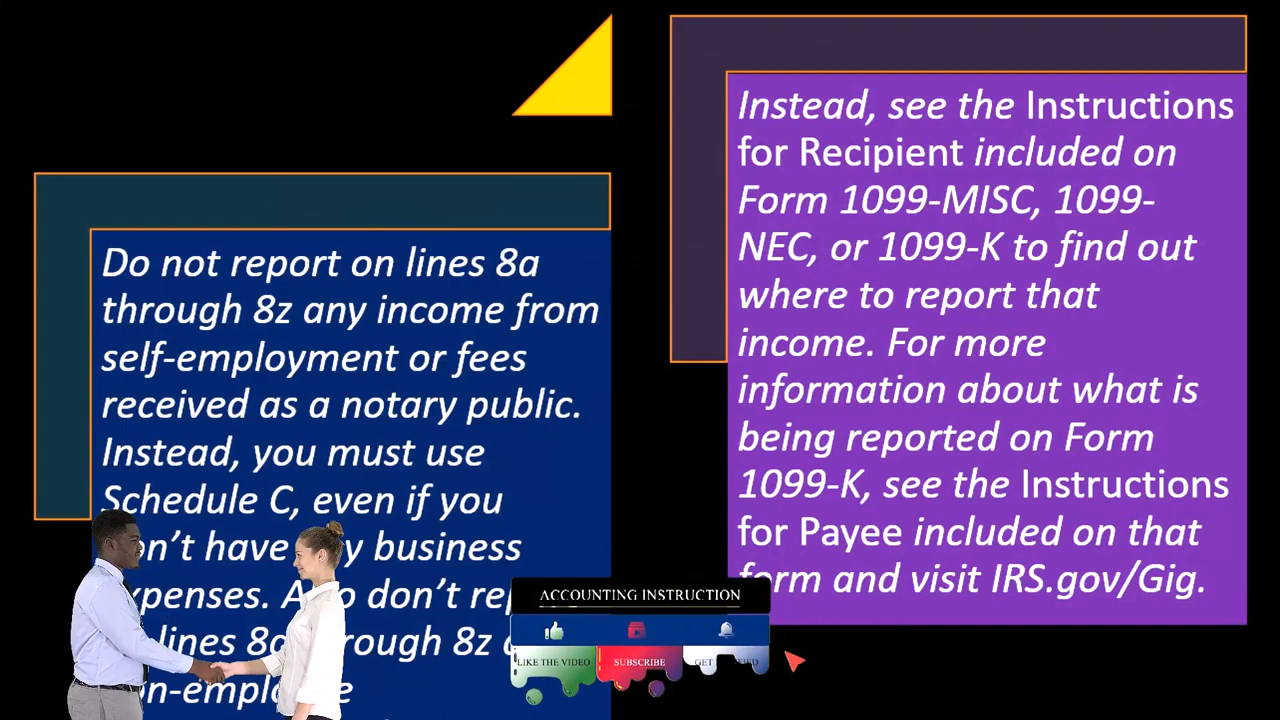 Do not report on lines 8a
through 8z any income from
self-employment or fees
received as a notary public.
Instead, you must use
Schedule C, even if you
have business
expenses. don't
lines through 8z
Instead, see the Instructions
for Recipient included on
Form 1099-MISC, 1099-
NEC, or 1099-K to find out
where to report that
income. For more
information about what is
being reported on Form
1099-K, see the Instructions
for Payee included on that
form and visit IRS.gov/Gig.
ACCOUNTING INSTRUCTION
LIKE THE VIDEO
SUBSCRIBE
GET